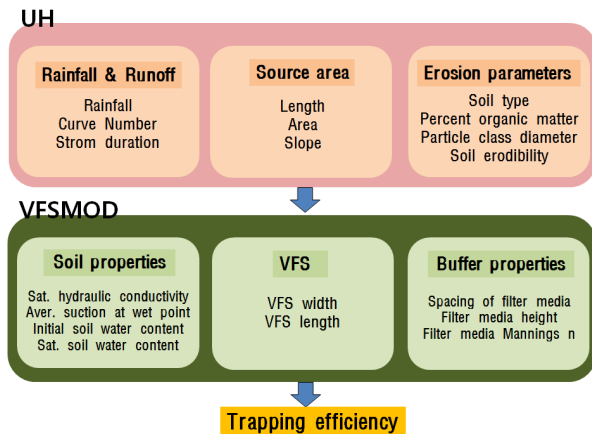 UH
Rainfall & Runoff
Rainfall
Curve Number
Strom duration
Source area
Length
Area
Slope
Erosion parameters
Soil type
Percent organic matter
Particle class diameter
Soil erodibility
VFSMOD
Soil properties
Sat. hydraulic conductivity
Aver. suction at wet point
Initial soil water content
Sat. soil water content
VFS
VFS width
VFS length
Buffer properties
Spacing of filter media
Filter media height
Filter media Mannings n
Trapping efficiency